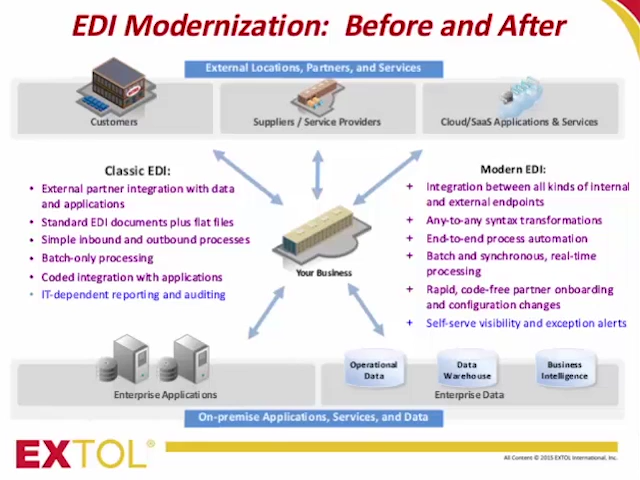 EDI Modernization: Before and After
External Locations, Partners, and Services
Customers
Suppliers / Service Providers
Cloud/SaaS Applications & Services
Classic EDI:
• External partner integration with data
and applications
• Standard EDI documents plus flat files
• Simple inbound and outbound processes
• Batch-only processing
• Coded integration with applications
• IT-dependent reporting and auditing
Your Business
Modern EDI:
+ Integration between all kinds of internal
and external endpoints
+ Any-to-any syntax transformations
+ End-to-end process automation
+ Batch and synchronous, real-time
processing
+ Rapid, code-free partner onboarding
and configuration changes
+ Self-serve visibility and exception alerts
Enterprise Applications
Operational
Data
Data
Warehouse
Business
Intelligence
Enterprise Data
On-premise Applications, Services, and Data
EXTOL®
All Content © 2015 EXTOL International, Inc.